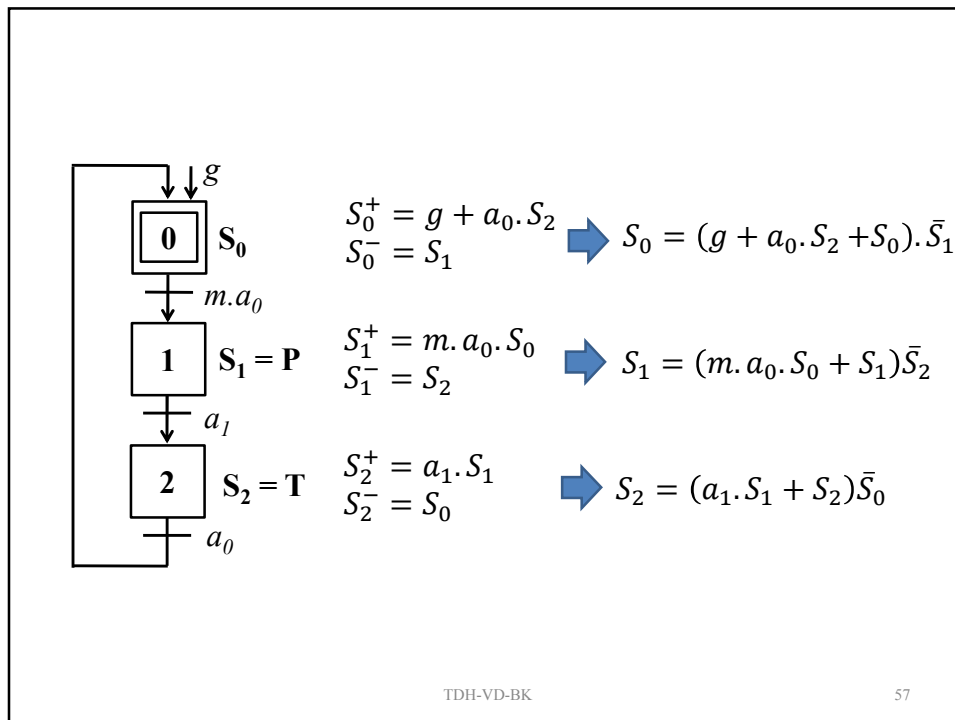 g
0 S₀
S₀⁺ = g + a₀.S₂
S₀⁻ = S₁
S₀ = (g + a₀.S₂ +S₀).S̄₁
m.a₀
1 S₁ = P
S₁⁺ = m.a₀.S₀
S₁⁻ = S₂
S₁ = (m.a₀.S₀ + S₁)S̄₂
a₁
2 S₂ = T
S₂⁺ = a₁.S₁
S₂⁻ = S₀
S₂ = (a₁.S₁ + S₂)S̄₀
a₀
TDH-VD-BK 57